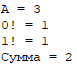 A = 3
0! = 1
1! = 1
Сумма = 2